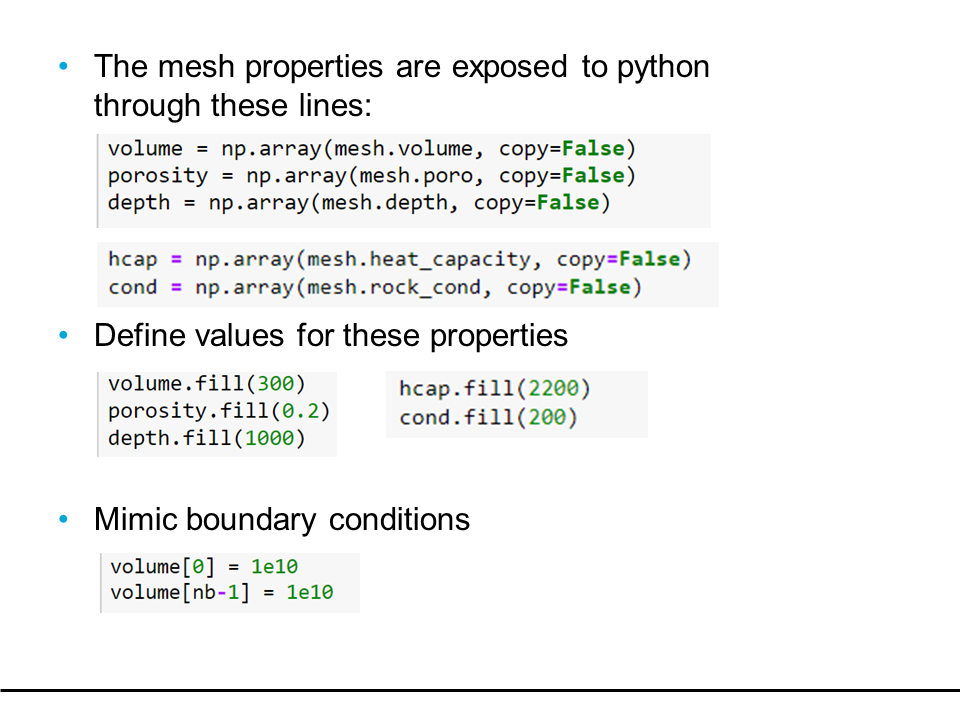 • The mesh properties are exposed to python
through these lines:
volume = np.array(mesh.volume, copy=False)
porosity = np.array(mesh.poro, copy=False)
depth = np.array(mesh.depth, copy=False)
hcap = np.array(mesh.heat_capacity, copy=False)
cond = np.array(mesh.rock_cond, copy=False)
• Define values for these properties
volume.fill(300)
porosity.fill(0.2)
depth.fill(1000)
hcap.fill(2200)
cond.fill(200)
• Mimic boundary conditions
volume[0] = 1e10
volume[nb-1] = 1e10